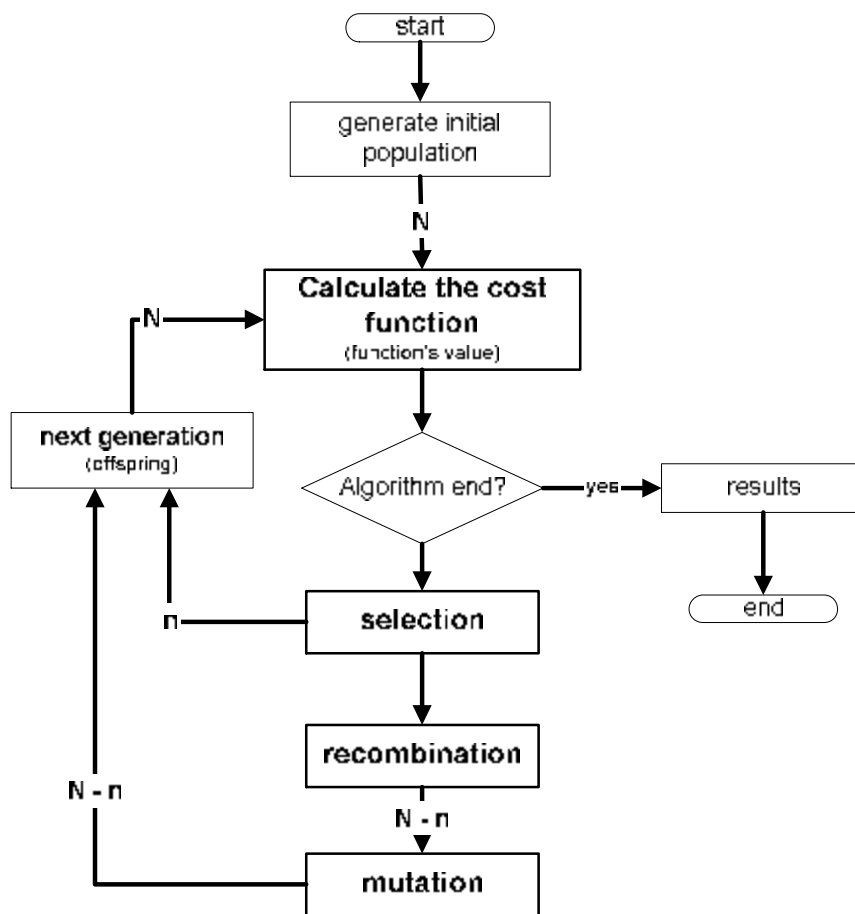 start
generate initial
population
N
Calculate the cost
function
(function's value)
N
next generation
(offspring)
Algorithm end?
yes
results
end
selection
n
recombination
N - n
N - n
mutation